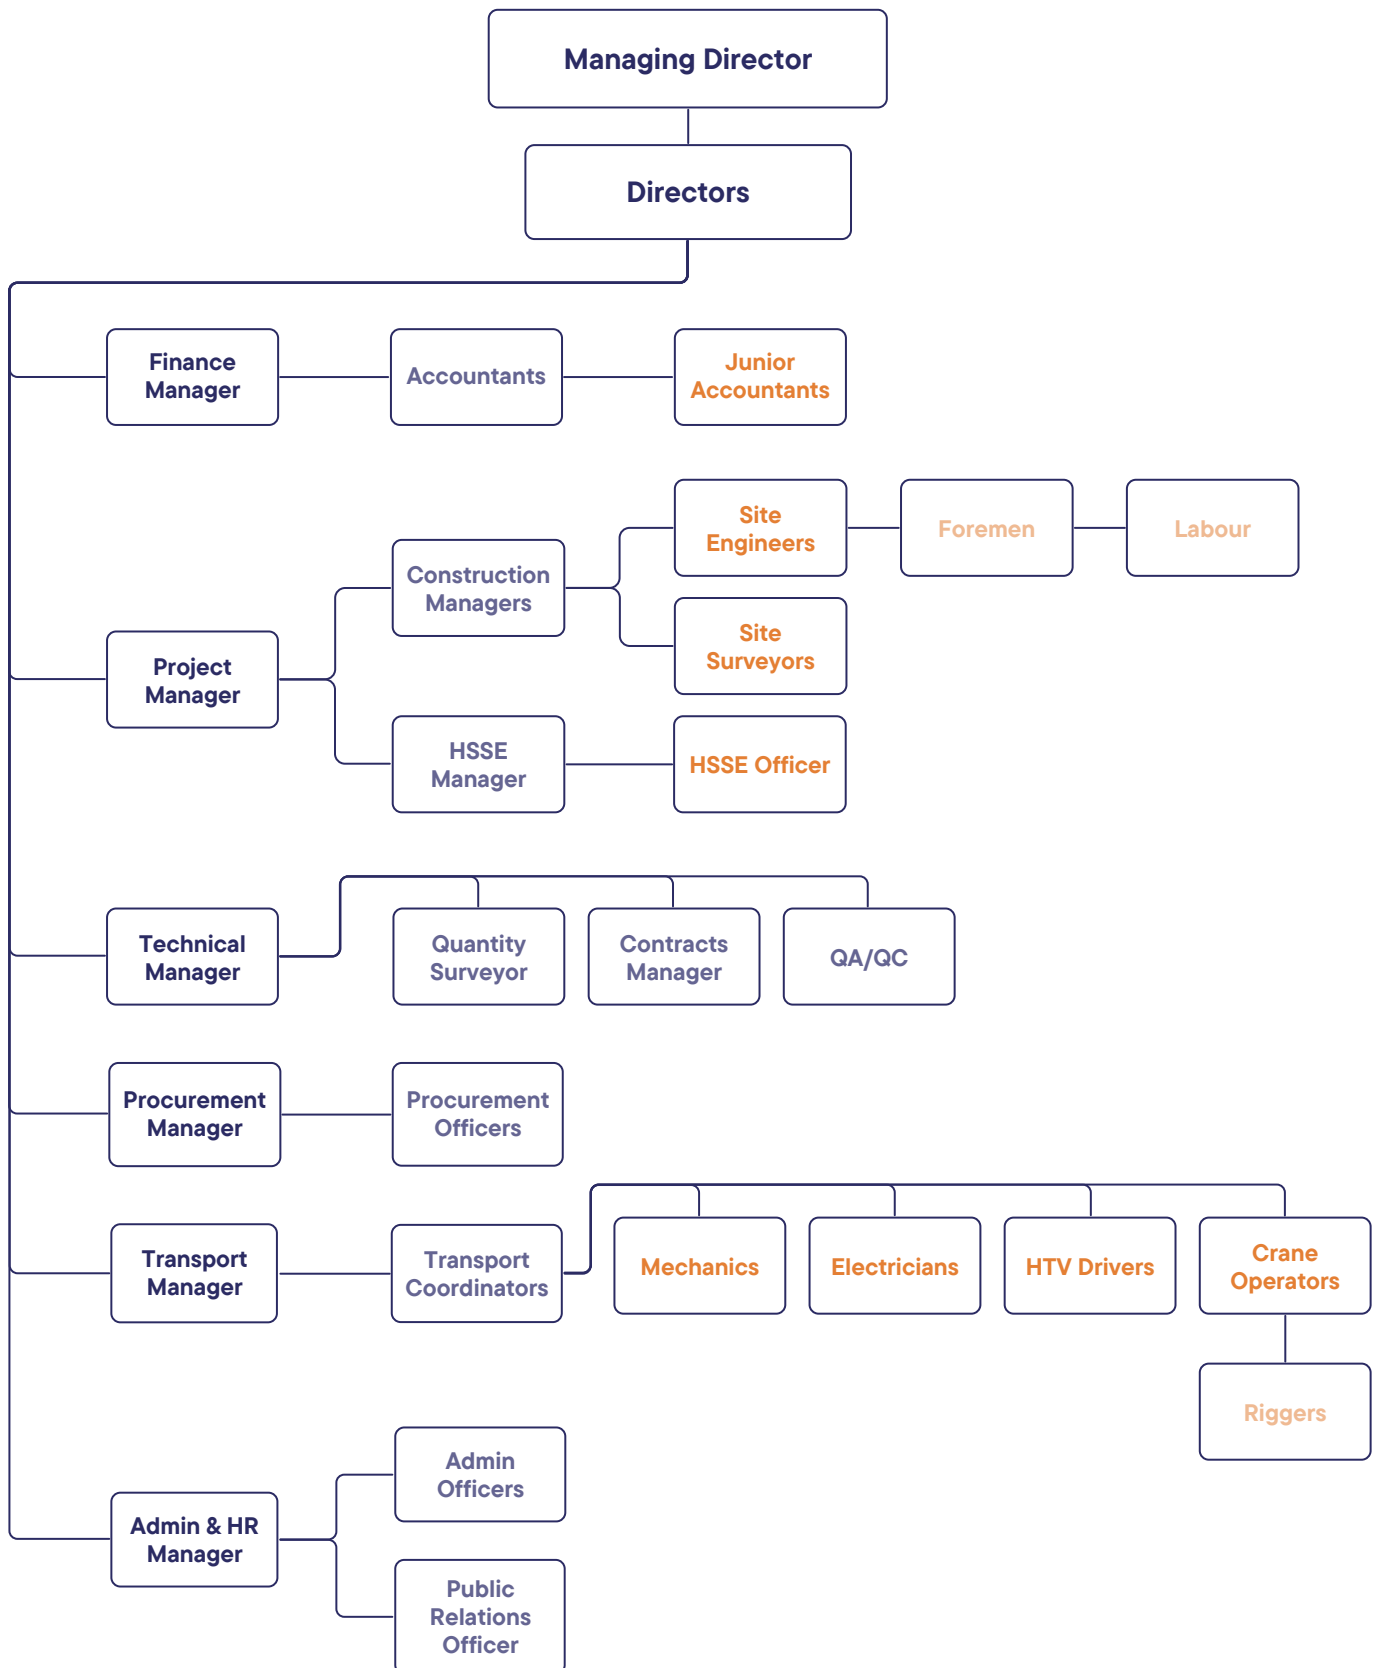 Managing Director
Directors
Finance
Manager
Accountants
Junior
Accountants
Site
Engineers
Foremen
Labour
Construction
Managers
Site
Surveyors
Project
Manager
HSSE
Manager
HSSE Officer
Technical
Manager
Quantity
Surveyor
Contracts
Manager
QA/QC
Procurement
Manager
Procurement
Officers
Transport
Manager
Transport
Coordinators
Mechanics
Electricians
HTV Drivers
Crane
Operators
Riggers
Admin & HR
Manager
Admin
Officers
Public
Relations
Officer